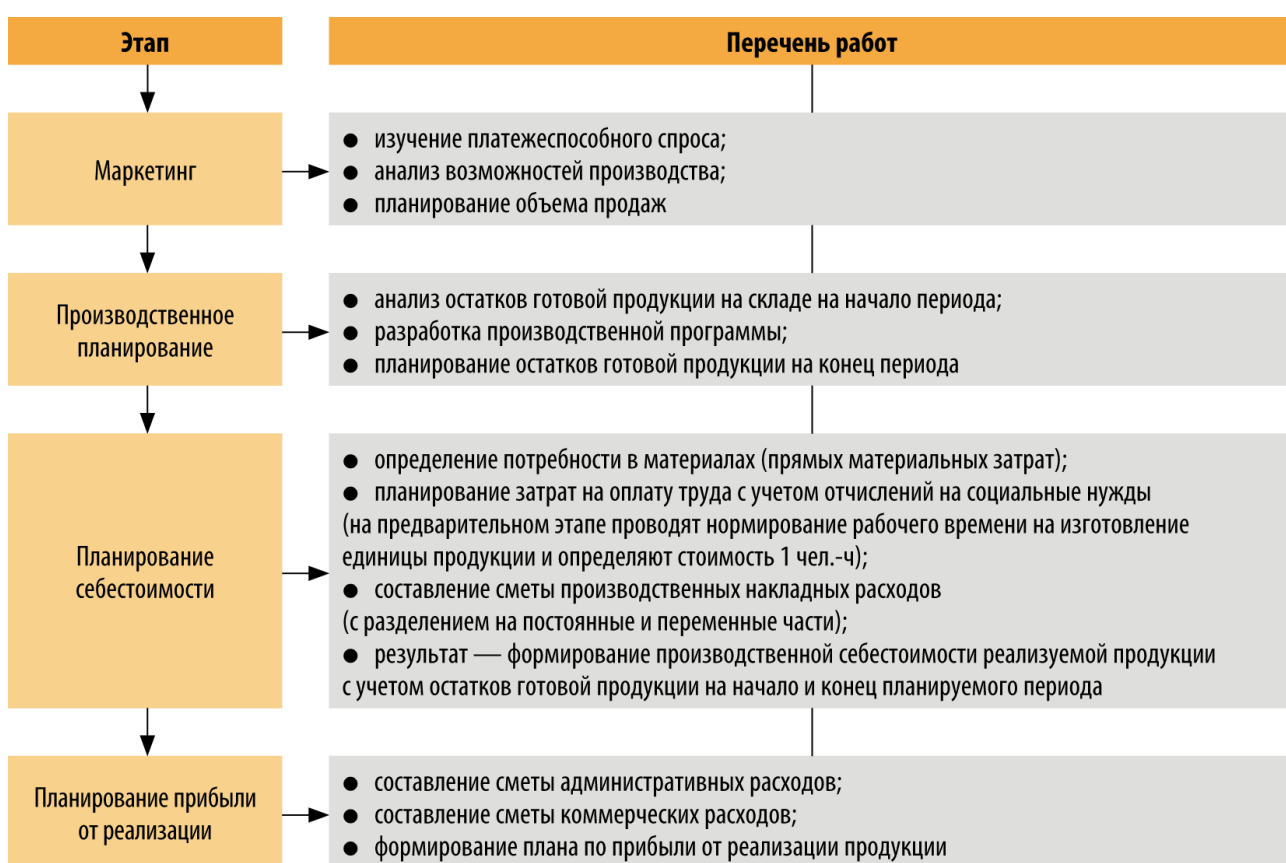 Этап
Перечень работ
Маркетинг
● изучение платежеспособного спроса;
● анализ возможностей производства;
● планирование объема продаж
Производственное
планирование
● анализ остатков готовой продукции на складе на начало периода;
● разработка производственной программы;
● планирование остатков готовой продукции на конец периода
Планирование
себестоимости
● определение потребности в материалах (прямых материальных затрат);
● планирование затрат на оплату труда с учетом отчислений на социальные нужды
(на предварительном этапе проводят нормирование рабочего времени на изготовление
единицы продукции и определяют стоимость 1 чел.-ч);
● составление сметы производственных накладных расходов
(с разделением на постоянные и переменные части);
● результат — формирование производственной себестоимости реализуемой продукции
с учетом остатков готовой продукции на начало и конец планируемого периода
Планирование прибыли
от реализации
● составление сметы административных расходов;
● составление сметы коммерческих расходов;
● формирование плана по прибыли от реализации продукции